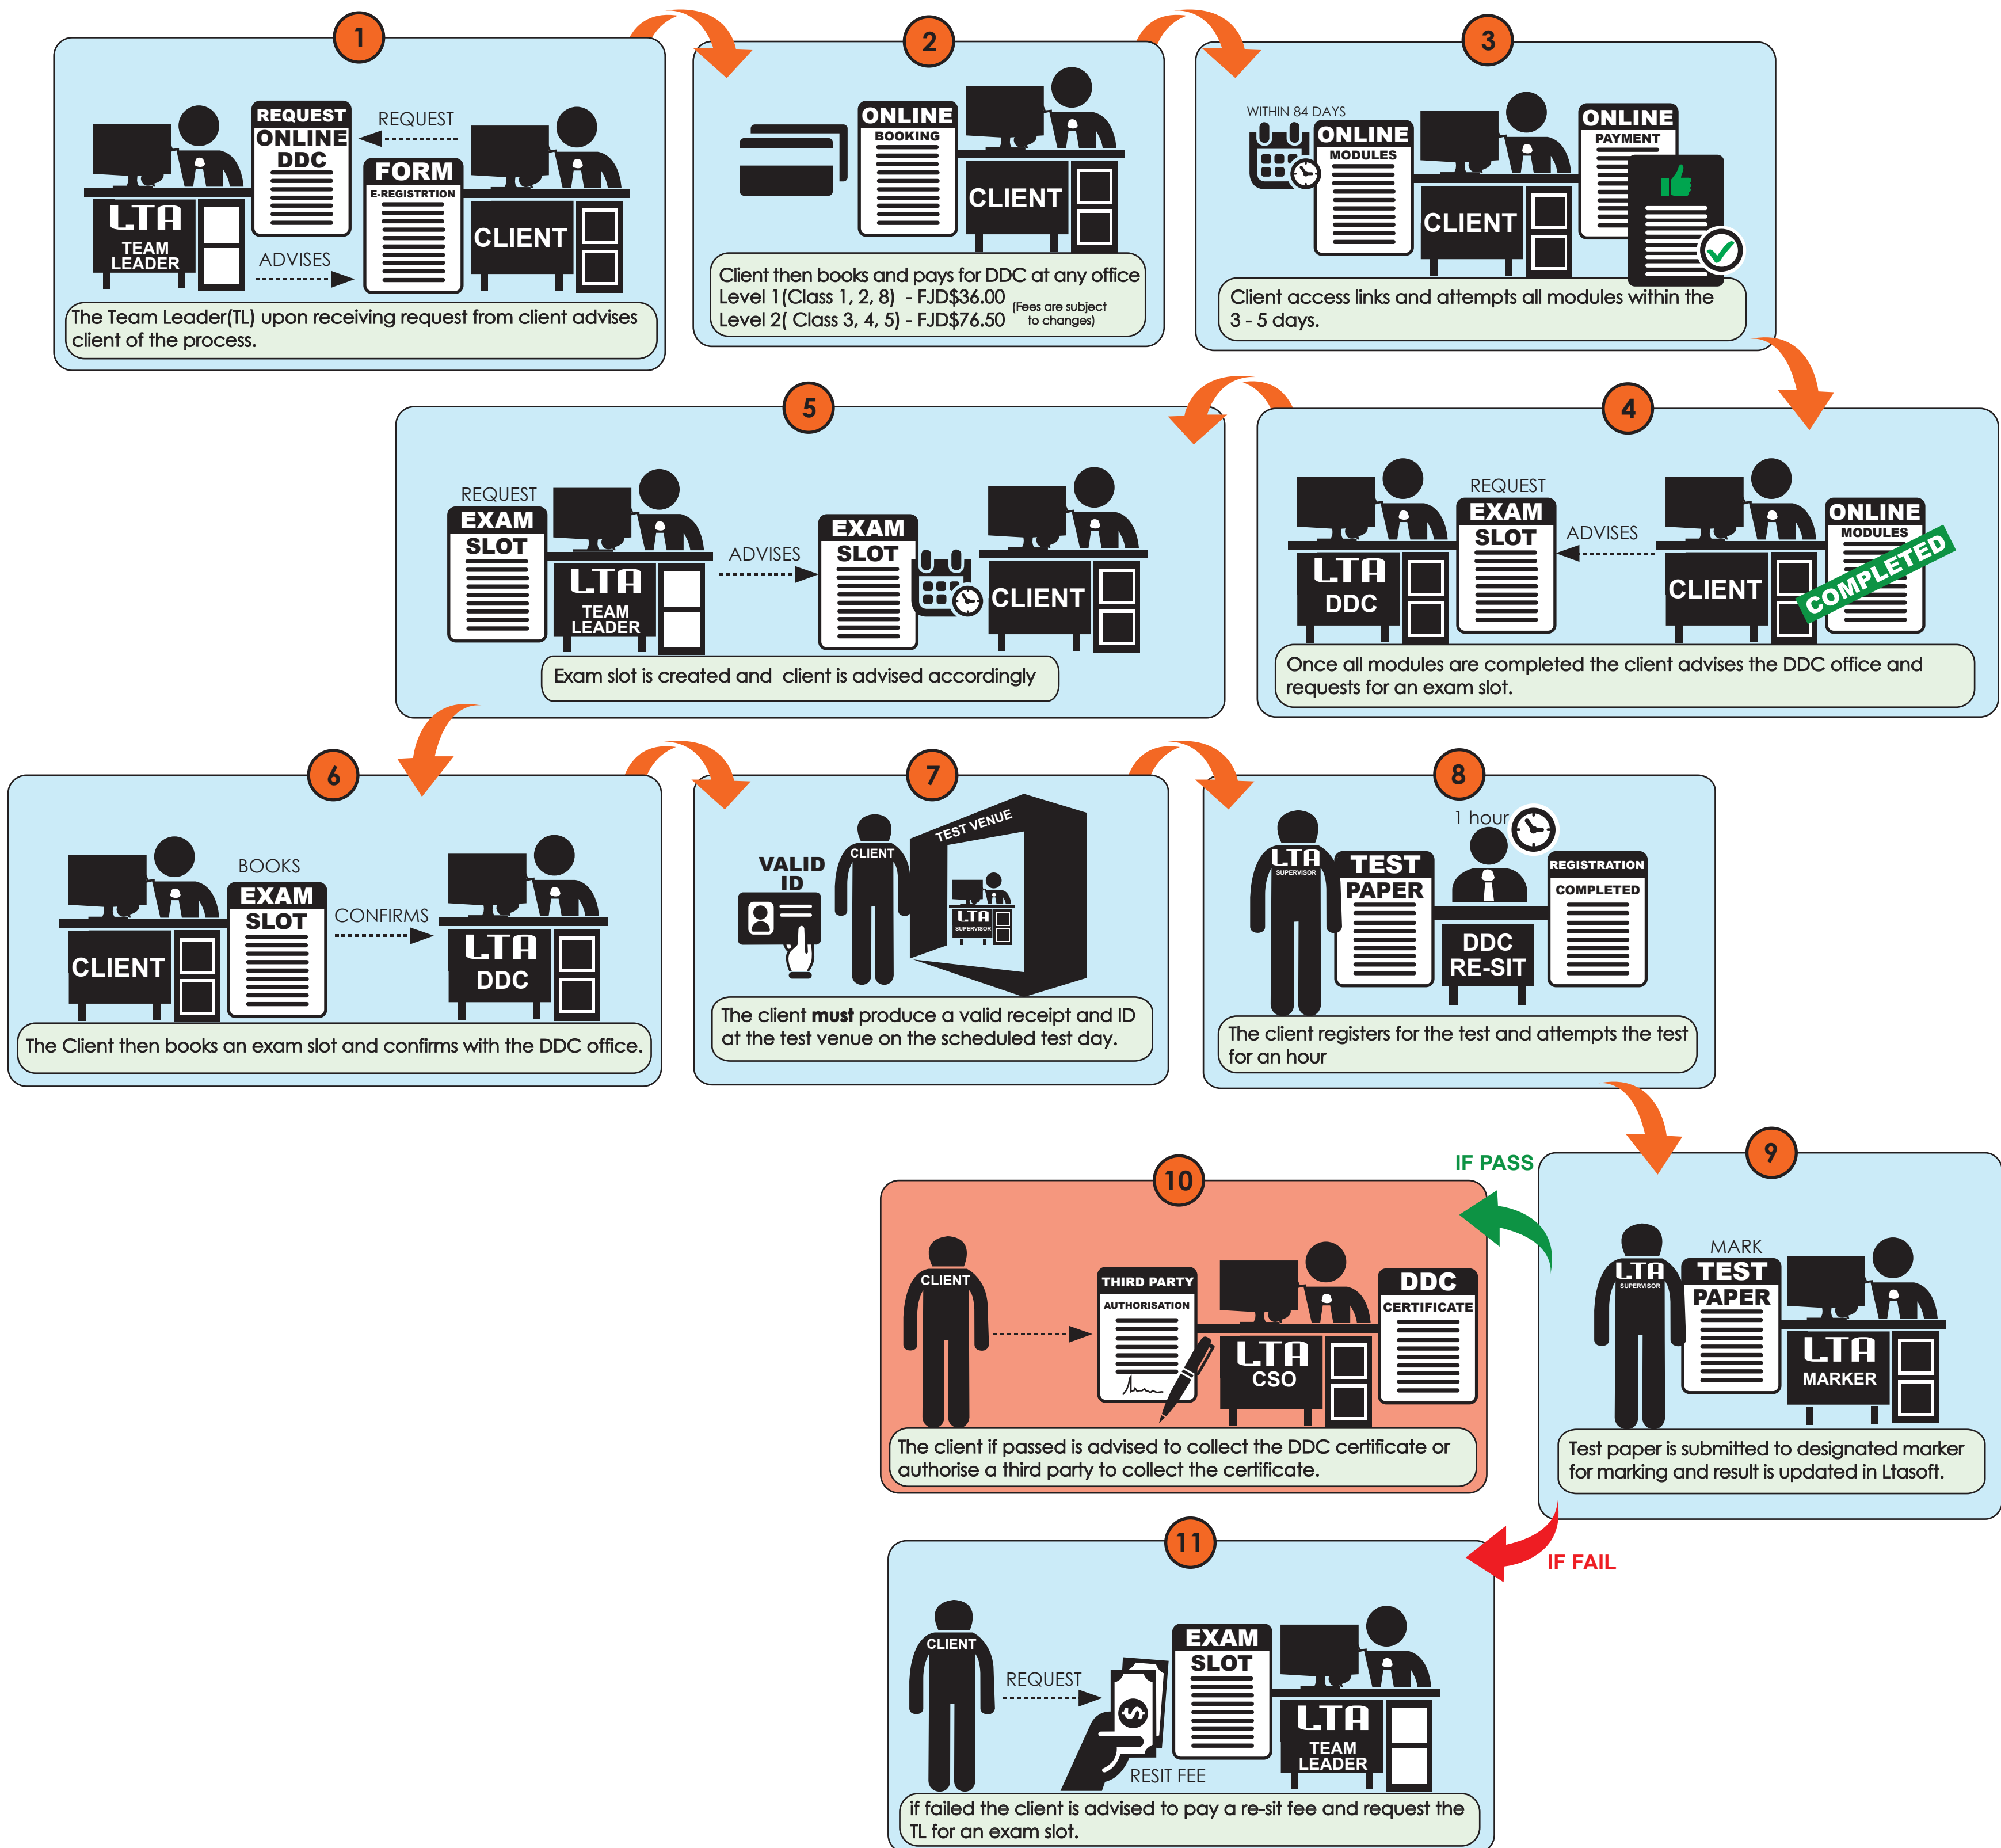 1
REQUEST
ONLINE
DDC
REQUEST
FORM
E-REGISTRTION
LTA
TEAM
LEADER
ADVISES
CLIENT
The Team Leader(TL) upon receiving request from client advises
client of the process.
2
ONLINE
BOOKING
CLIENT
Client then books and pays for DDC at any office
Level 1(Class 1, 2, 8) - FJD$36.00
Level 2( Class 3, 4, 5) - FJD$76.50
(Fees are subject
to changes)
3
WITHIN 84 DAYS
ONLINE
MODULES
CLIENT
ONLINE
PAYMENT
Client access links and attempts all modules within the
3 - 5 days.
4
LTA
DDC
REQUEST
EXAM
SLOT
ADVISES
CLIENT
ONLINE
MODULES
COMPLETED
Once all modules are completed the client advises the DDC office and
requests for an exam slot.
5
REQUEST
EXAM
SLOT
LTA
TEAM
LEADER
ADVISES
EXAM
SLOT
CLIENT
Exam slot is created and client is advised accordingly
6
CLIENT
BOOKS
EXAM
SLOT
CONFIRMS
LTA
DDC
The Client then books an exam slot and confirms with the DDC office.
7
VALID
ID
CLIENT
TEST VENUE
LTA
SUPERVISOR
The client must produce a valid receipt and ID
at the test venue on the scheduled test day.
8
LTA
SUPERVISOR
TEST
PAPER
1 hour
DDC
RE-SIT
REGISTRATION
COMPLETED
The client registers for the test and attempts the test
for an hour
9
LTA
SUPERVISOR
MARK
TEST
PAPER
LTA
MARKER
Test paper is submitted to designated marker
for marking and result is updated in Ltasoft.
IF PASS
10
CLIENT
THIRD PARTY
AUTHORISATION
LTA
CSO
DDC
CERTIFICATE
The client if passed is advised to collect the DDC certificate or
authorise a third party to collect the certificate.
IF FAIL
11
CLIENT
REQUEST
RESIT FEE
EXAM
SLOT
LTA
TEAM
LEADER
if failed the client is advised to pay a re-sit fee and request the
TL for an exam slot.